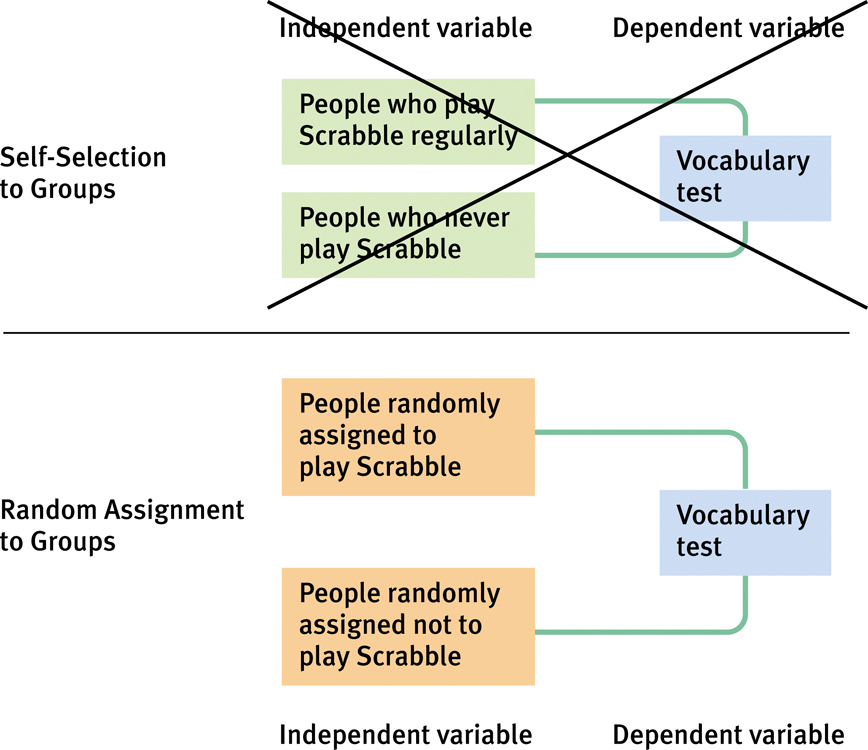 Independent variable
Dependent variable
People who play
Scrabble regularly
Self-Selection
to Groups
Vocabulary
test
People who never
play Scrabble
People randomly
assigned to
play Scrabble
Random Assignment
to Groups
Vocabulary
test
People randomly
assigned not to
play Scrabble
Independent variable
Dependent variable